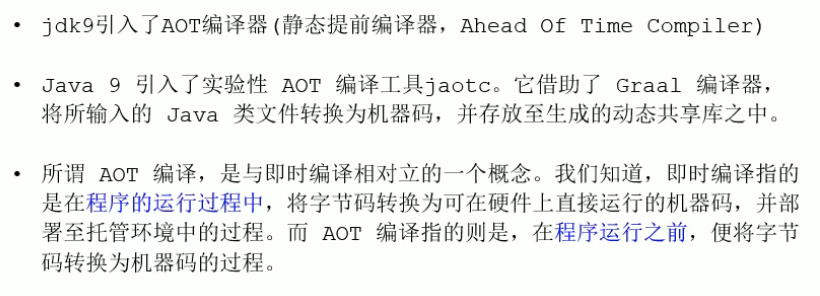 • jdk9引入了AOT编译器(静态提前编译器，Ahead Of Time Compiler)
• Java 9 引入了实验性 AOT 编译工具jaotc。它借助了 Graal 编译器，
将所输入的 Java 类文件转换为机器码，并存放至生成的动态共享库之中。
• 所谓 AOT 编译，是与即时编译相对立的一个概念。我们知道，即时编译指的
是在程序的运行过程中，将字节码转换为可在硬件上直接运行的机器码，并部
署至托管环境中的过程。而 AOT 编译指的则是，在程序运行之前，便将字节
码转换为机器码的过程。